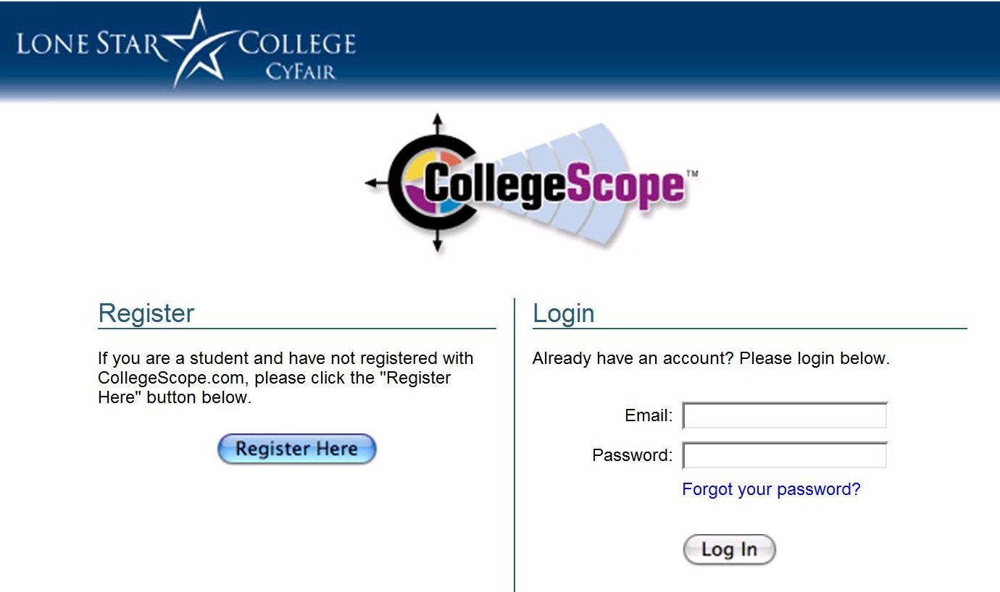 LONE STAR COLLEGE
CYFAIR
CollegeScope™
Register
If you are a student and have not registered with
CollegeScope.com, please click the "Register
Here" button below.
Register Here
Login
Already have an account? Please login below.
Email:
Password:
Forgot your password?
Log In